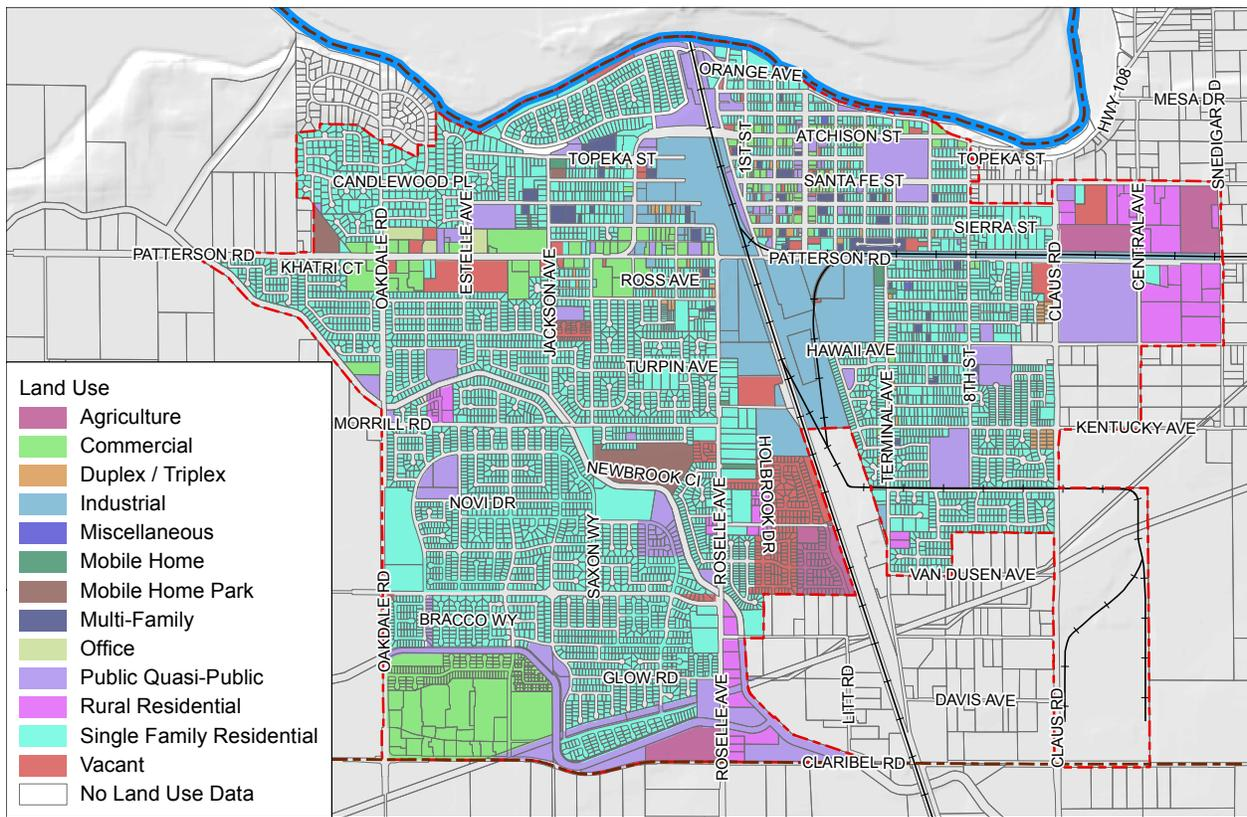 ORANGE AVE
HWY 108
MESA DR
SNEDIGAR RD
1ST ST
ATCHISON ST
TOPEKA ST
TOPEKA ST
CANDLEWOOD PL
SANTA FE ST
OAKDALE RD
ESTELLE AVE
SIERRA ST
CENTRAL AVE
PATTERSON RD
KHATRI CT
JACKSON AVE
PATTERSON RD
CLAUS RD
ROSS AVE
HAWAII AVE
TURPIN AVE
8TH ST
TERMINAL AVE
MORRILL RD
KENTUCKY AVE
NEWBROOK CI
HOLBROOK DR
NOVI DR
SAXON WY
ROSELLE AVE
VAN DUSEN AVE
OAKDALE RD
BRACCO WY
GLOW RD
LITT RD
DAVIS AVE
ROSELLE AVE
CLAUS RD
CLARIBEL RD
Land Use
Agriculture
Commercial
Duplex / Triplex
Industrial
Miscellaneous
Mobile Home
Mobile Home Park
Multi-Family
Office
Public Quasi-Public
Rural Residential
Single Family Residential
Vacant
No Land Use Data